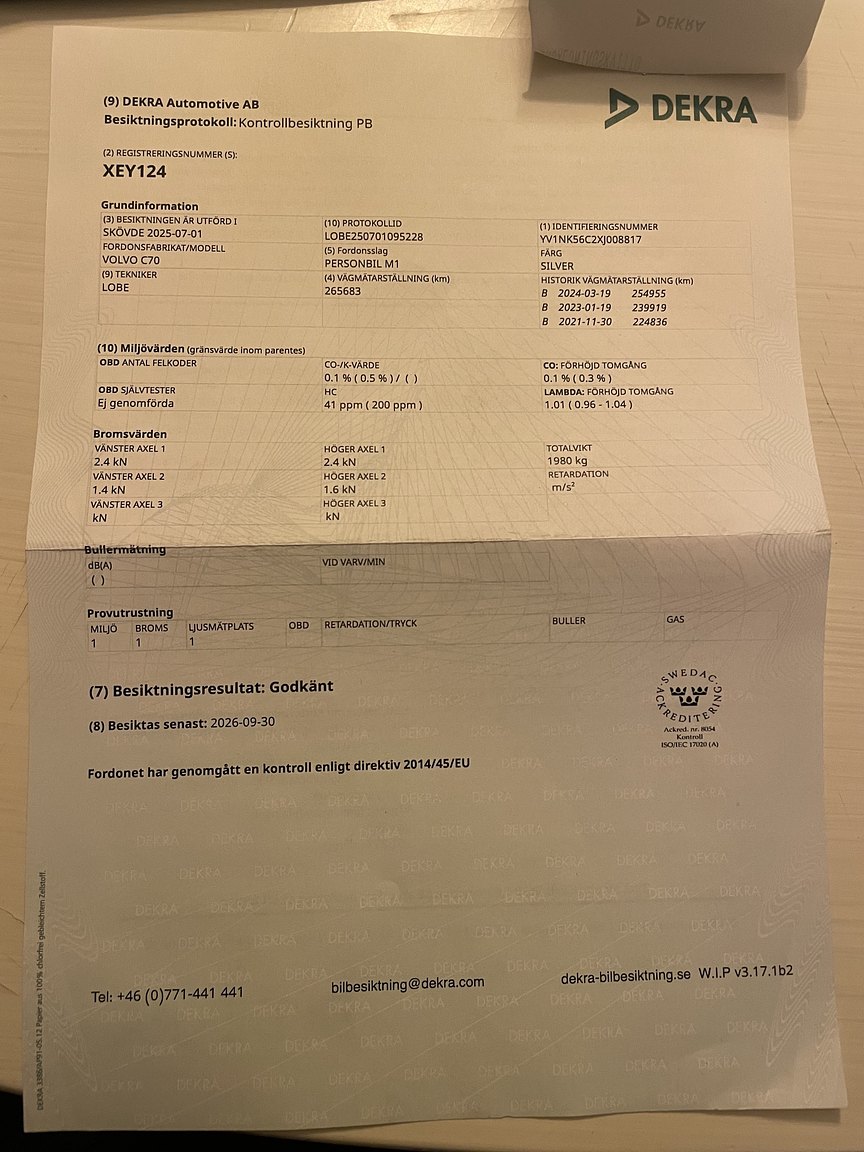 DEKRA
(9) DEKRA Automotive AB
Besiktningsprotokoll: Kontrollbesiktning PB
DEKRA
(2) REGISTRERINGSNUMMER (S):
XEY124
Grundinformation
(3) BESIKTNINGEN ÄR UTFÖRD I
SKÖVDE 2025-07-01
(10) PROTOKOLLID
LOBE250701095228
(1) IDENTIFIERINGSNUMMER
YV1NK56C2XJ008817
FORDONSFABRIKAT/MODELL
VOLVO C70
(5) Fordonsslag
PERSONBIL M1
FÄRG
SILVER
(9) TEKNIKER
LOBE
(4) VÄGMÄTARSTÄLLNING (km)
265683
HISTORIK VÄGMÄTARSTÄLLNING (km)
B 2024-03-19 254955
B 2023-01-19 239919
B 2021-11-30 224836
(10) Miljövärden (gränsvärde inom parentes)
OBD ANTAL FELKODER
CO-/K-VÄRDE
0.1 % ( 0.5 % ) / ( )
CO: FÖRHÖJD TOMGÅNG
0.1 % ( 0.3 % )
OBD SJÄLVTESTER
Ej genomförda
HC
41 ppm ( 200 ppm )
LAMBDA: FÖRHÖJD TOMGÅNG
1.01 ( 0.96 - 1.04 )
Bromsvärden
VÄNSTER AXEL 1
2.4 kN
HÖGER AXEL 1
2.4 kN
TOTALVIKT
1980 kg
VÄNSTER AXEL 2
1.4 kN
HÖGER AXEL 2
1.6 kN
RETARDATION
m/s²
VÄNSTER AXEL 3
kN
HÖGER AXEL 3
kN
Bullermätning
dB(A)
( )
VID VARV/MIN
Provutrustning
MILJÖ BROMS LJUSMÄTPLATS OBD RETARDATION/TRYCK BULLER GAS
1 1 1
(7) Besiktningsresultat: Godkänt
(8) Besiktas senast: 2026-09-30
SWEDAC ACKREDITERING
Ackred. nr. 8054
Kontroll
ISO/IEC 17020 (A)
Fordonet har genomgått en kontroll enligt direktiv 2014/45/EU
Tel: +46 (0)771-441 441 bilbesiktning@dekra.com dekra-bilbesiktning.se W.I.P v3.17.1b2